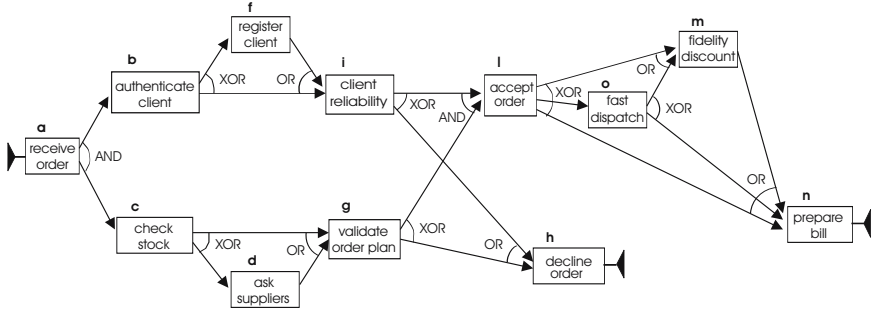 f
register
client
m
fidelity
discount
b
authenticate
client
XOR
OR
i
client
reliability
XOR
l
accept
order
AND
XOR
OR
o
fast
dispatch
XOR
a
receive
order
AND
c
check
stock
XOR
OR
d
ask
suppliers
g
validate
order plan
XOR
OR
h
decline
order
OR
n
prepare
bill